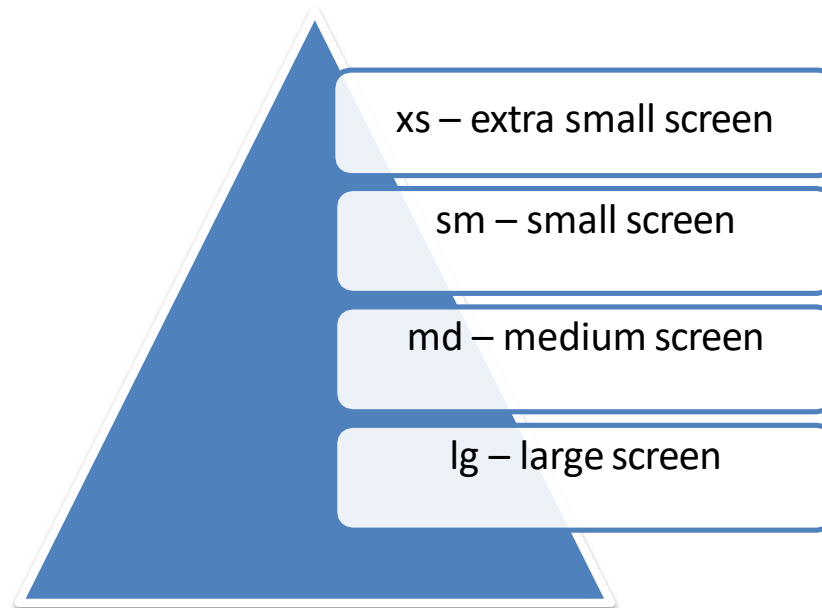 xs – extra small screen
sm – small screen
md – medium screen
lg – large screen